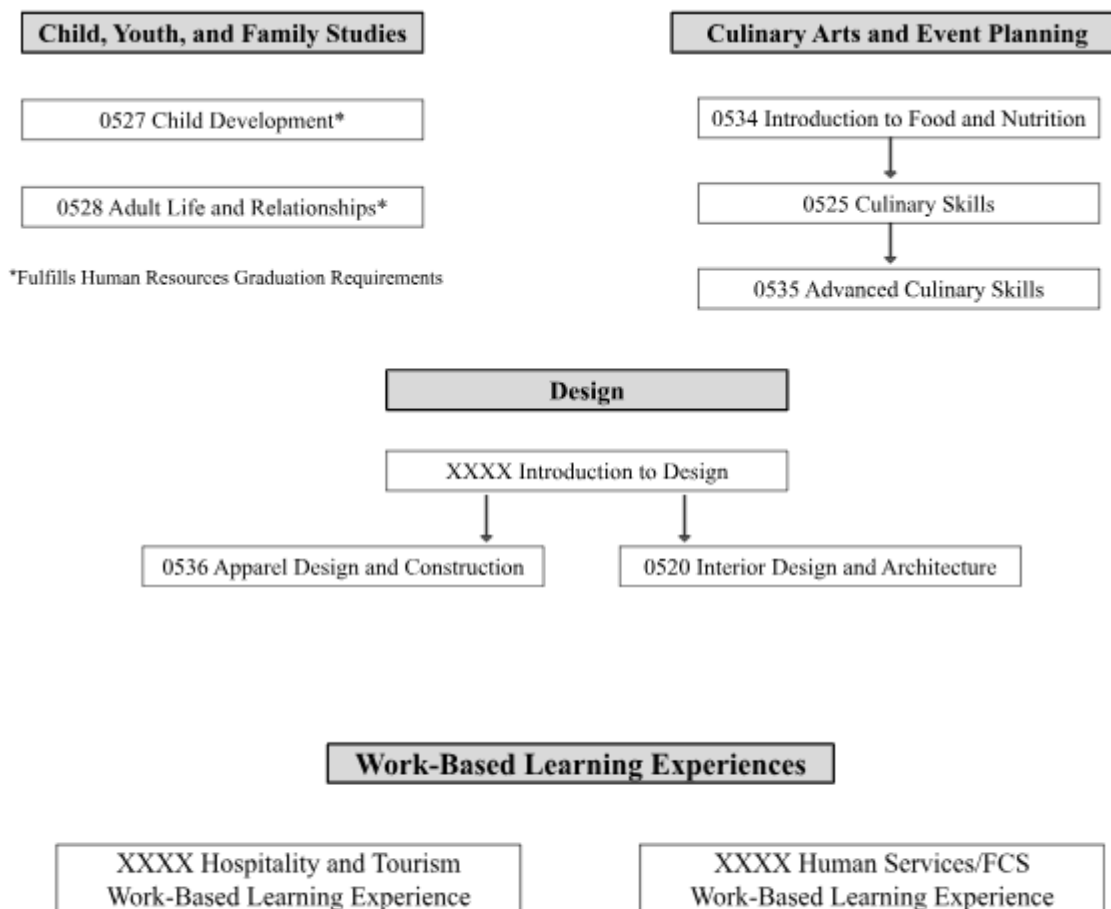 Child, Youth, and Family Studies
0527 Child Development*
0528 Adult Life and Relationships*
*Fulfills Human Resources Graduation Requirements
Culinary Arts and Event Planning
0534 Introduction to Food and Nutrition
0525 Culinary Skills
0535 Advanced Culinary Skills
Design
XXXX Introduction to Design
0536 Apparel Design and Construction
0520 Interior Design and Architecture
Work-Based Learning Experiences
XXXX Hospitality and Tourism
Work-Based Learning Experience
XXXX Human Services/FCS
Work-Based Learning Experience